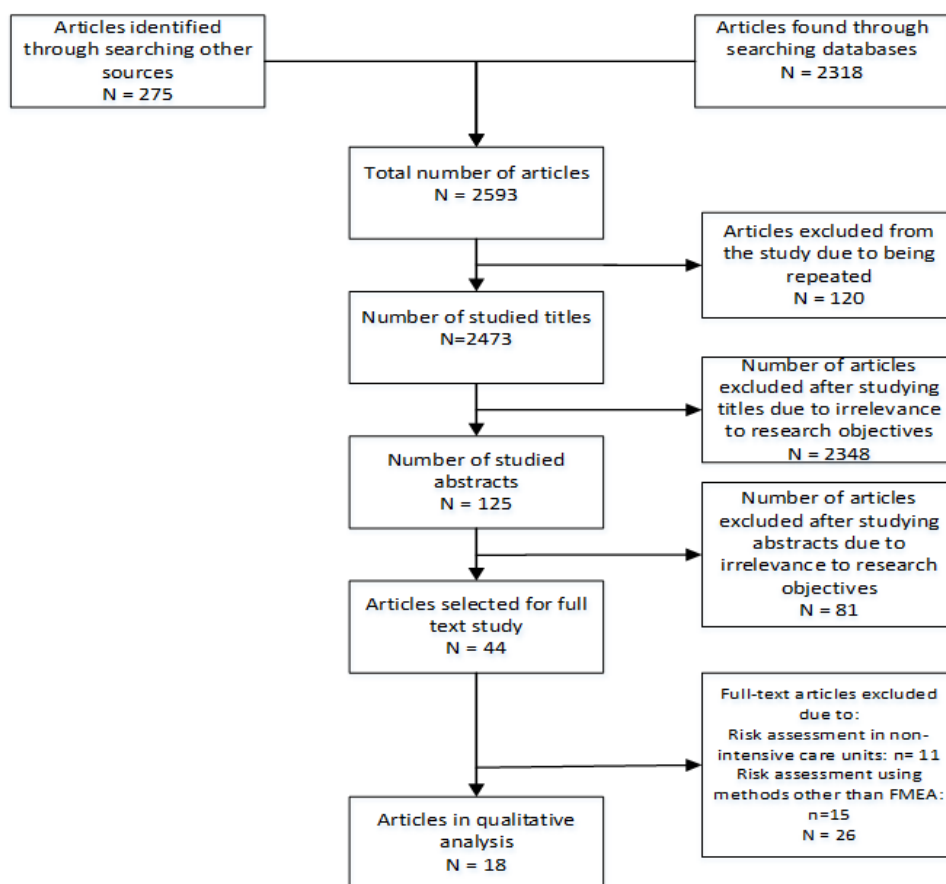 Articles identified
through searching other
sources
N = 275
Articles found through
searching databases
N = 2318
Total number of articles
N = 2593
Articles excluded from
the study due to being
repeated
N = 120
Number of studied titles
N=2473
Number of articles
excluded after studying
titles due to irrelevance
to research objectives
N = 2348
Number of studied
abstracts
N = 125
Number of articles
excluded after studying
abstracts due to
irrelevance to research
objectives
N = 81
Articles selected for full
text study
N = 44
Full-text articles excluded
due to:
Risk assessment in non-
intensive care units: n= 11
Risk assessment using
methods other than FMEA:
n=15
N = 26
Articles in qualitative
analysis
N = 18